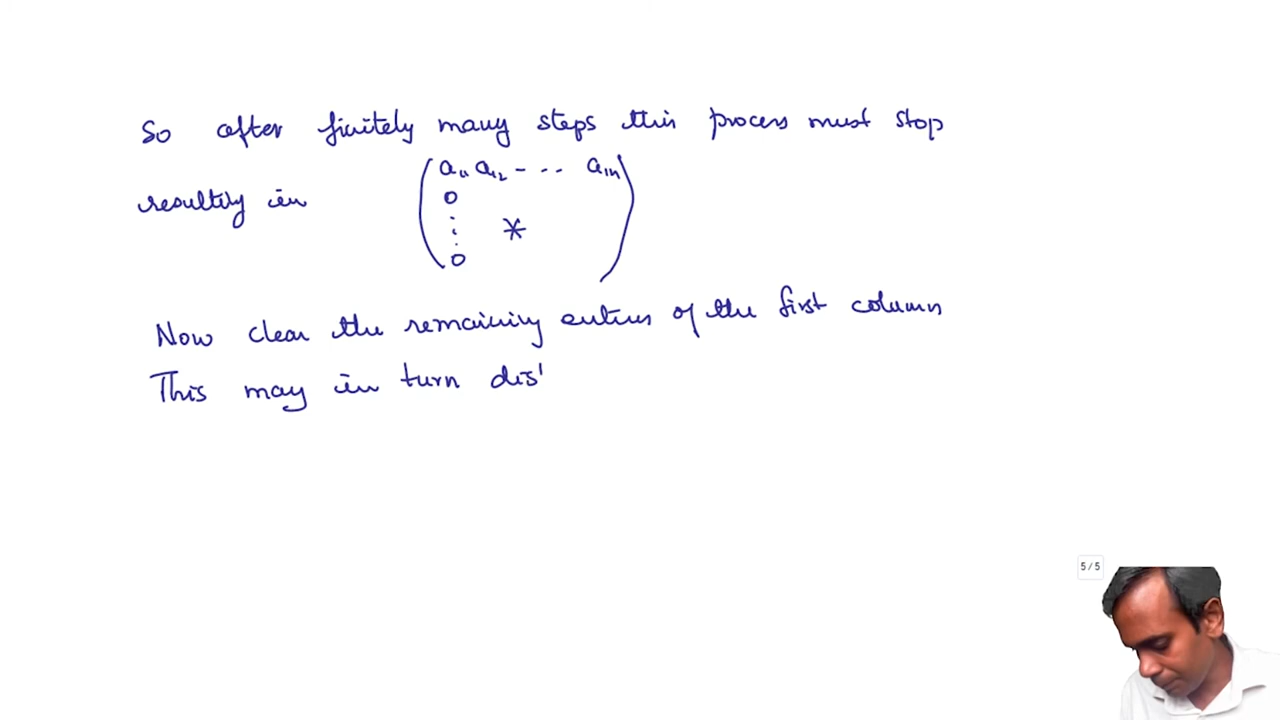 So after finitely many steps this process must stop
resulting in
a₁₁ a₁₂ - ... a₁ₙ
0
⋮ *
0
Now clear the remaining entries of the first column
This may in turn dis
5 / 5